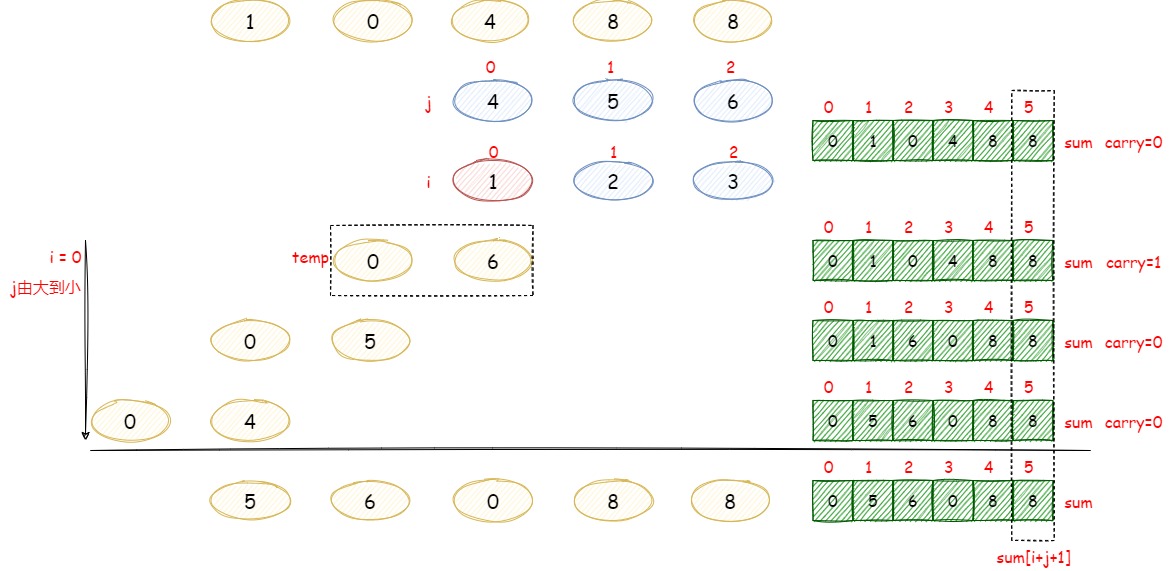 1 0 4 8 8
0 1 2
j 4 5 6
0 1 2 3 4 5
0 1 0 4 8 8 sum carry=0
0 1 2
i 1 2 3
temp 0 6
i = 0
j由大到小
0 1 2 3 4 5
0 1 0 4 8 8 sum carry=1
0 5
0 1 2 3 4 5
0 1 6 0 8 8 sum carry=0
0 4
0 1 2 3 4 5
0 5 6 0 8 8 sum carry=0
5 6 0 8 8
0 1 2 3 4 5
0 5 6 0 8 8 sum
sum[i+j+1]